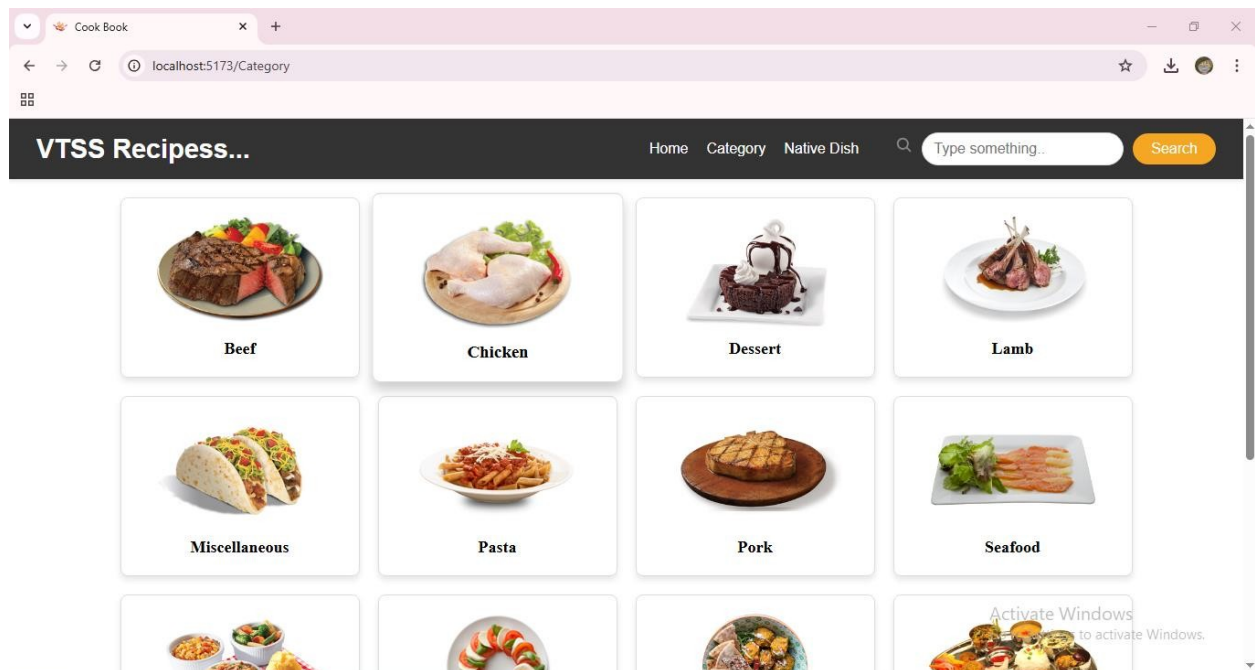 Cook Book
localhost:5173/Category
VTSS Recipess...
Home Category Native Dish
Type something..
Search
Beef Chicken Dessert Lamb
Miscellaneous Pasta Pork Seafood
Activate Windows
to activate Windows.